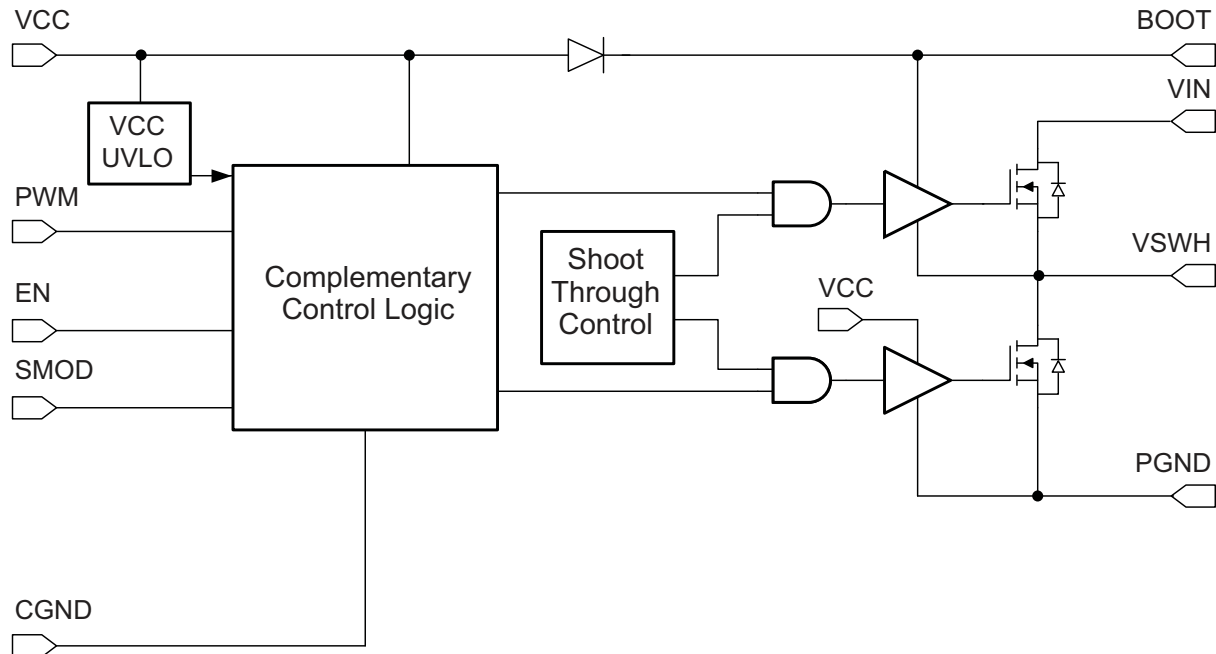 VCC
BOOT
VIN
VCC
UVLO
PWM
Complementary
Control Logic
Shoot
Through
Control
VSWH
EN
VCC
SMOD
PGND
CGND